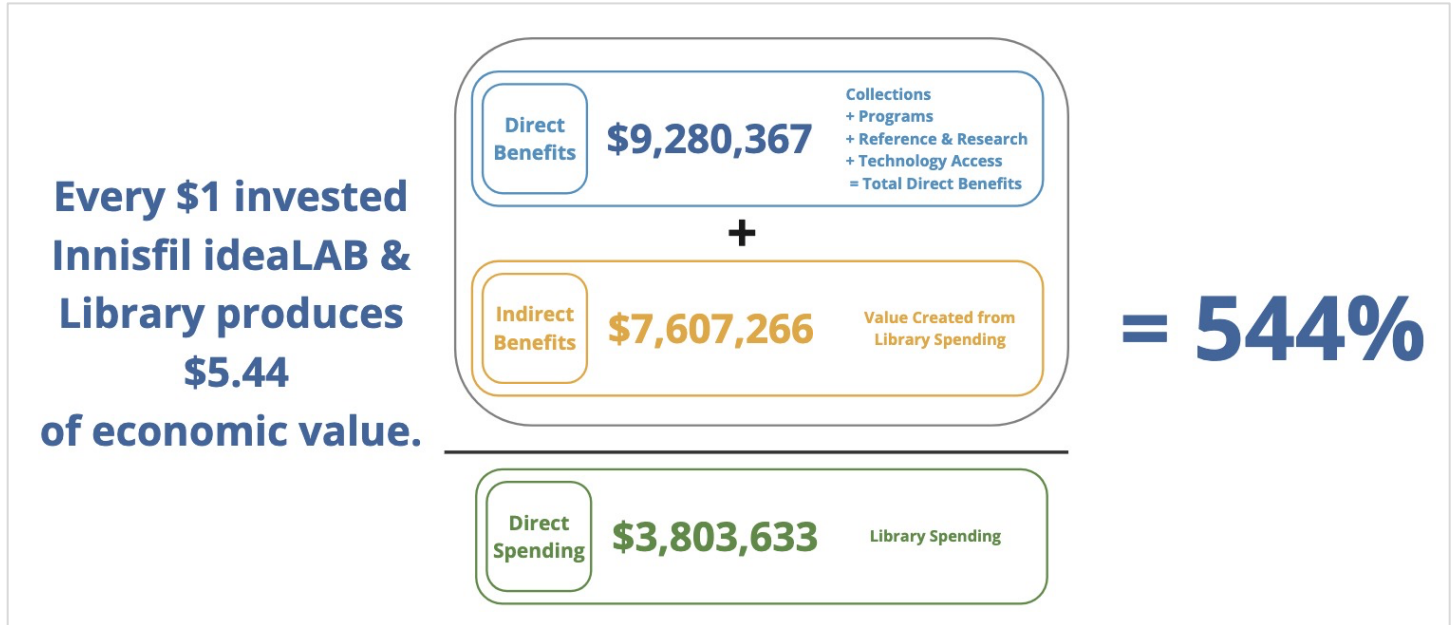 Every $1 invested
Innisfil ideaLAB &
Library produces
$5.44
of economic value.
Direct
Benefits
$9,280,367
Collections
+ Programs
+ Reference & Research
+ Technology Access
= Total Direct Benefits
+
Indirect
Benefits
$7,607,266
Value Created from
Library Spending
Direct
Spending
$3,803,633
Library Spending
= 544%